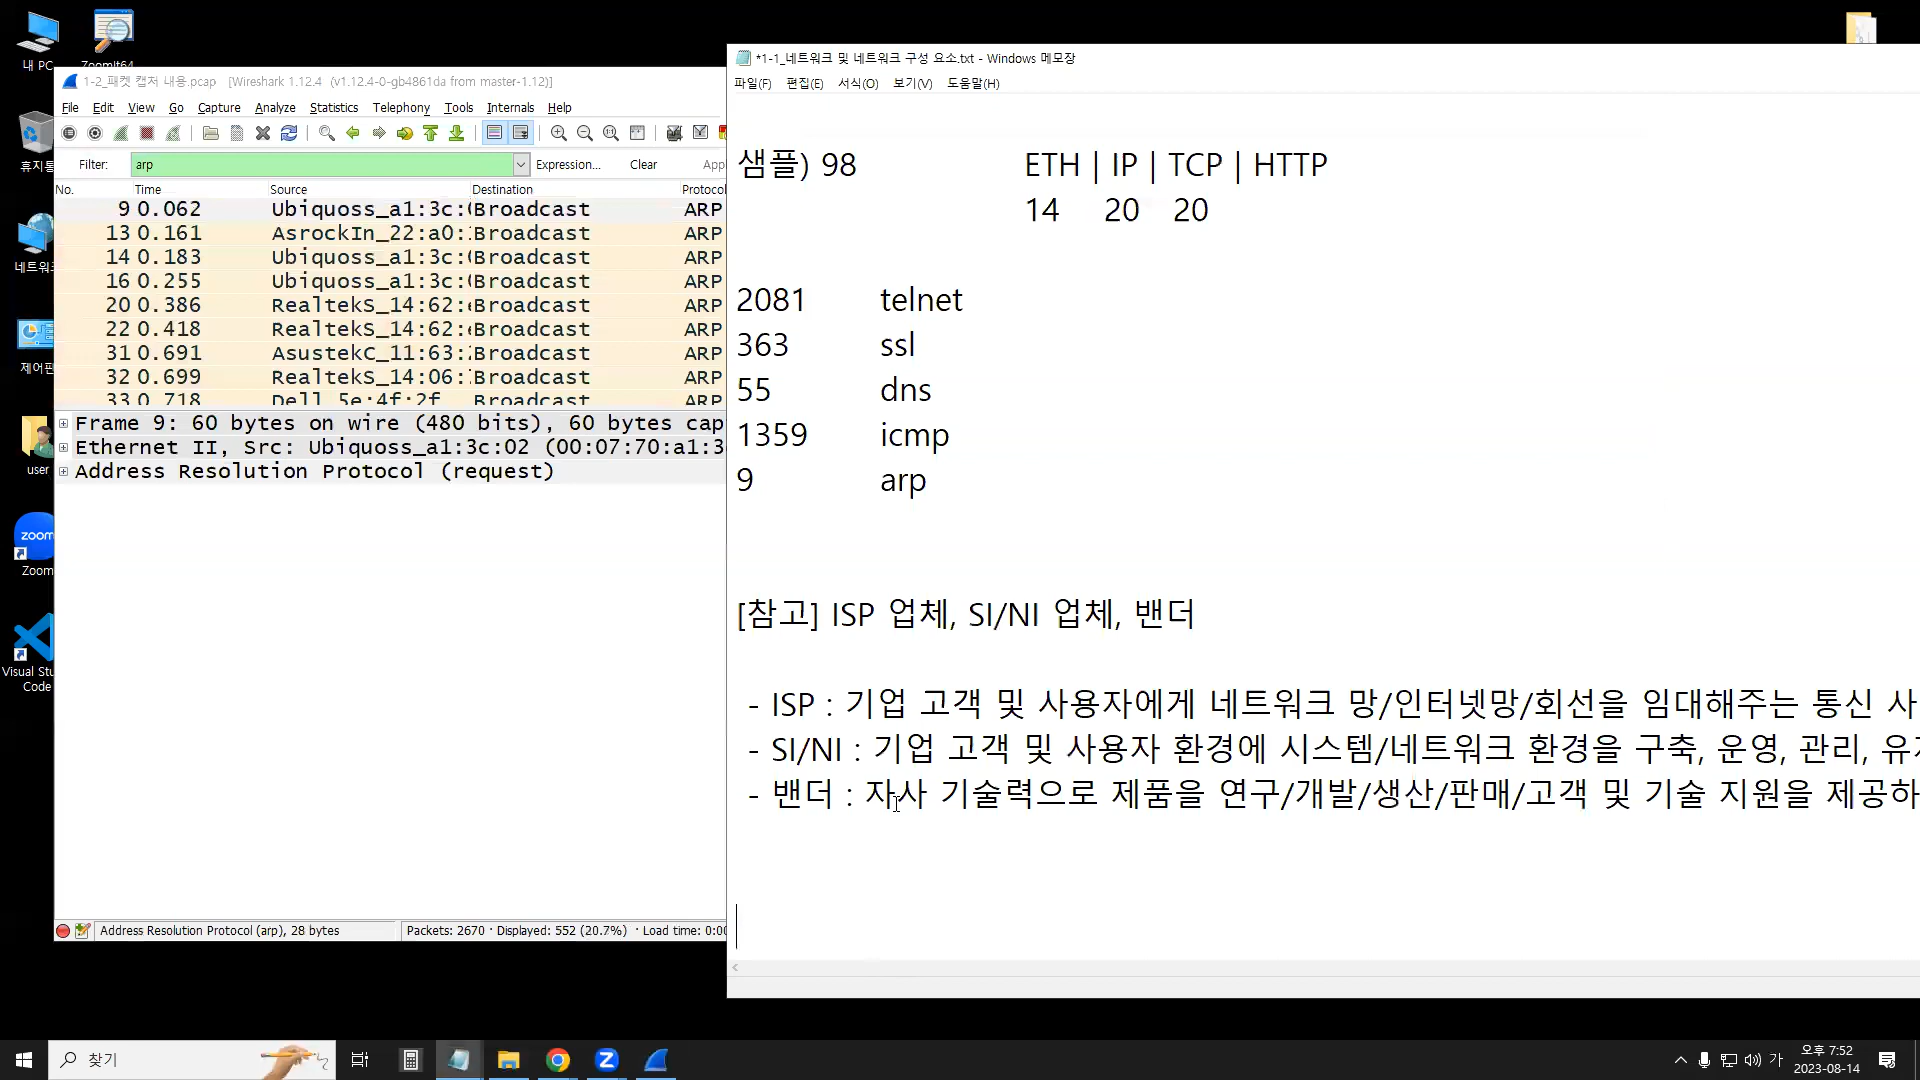 내 PC
ZoomIt64
휴지통
네트워크
제어판
user
zoom
Zoom
Visual Stu
Code
1-2_패킷 캡처 내용.pcap [Wireshark 1.12.4 (v1.12.4-0-gb4861da from master-1.12)]
File Edit View Go Capture Analyze Statistics Telephony Tools Internals Help
Filter: arp Expression... Clear App
No. Time Source Destination Protocol
9 0.062 Ubiquoss_a1:3c:0 Broadcast ARP
13 0.161 AsrockIn_22:a0: Broadcast ARP
14 0.183 Ubiquoss_a1:3c:0 Broadcast ARP
16 0.255 Ubiquoss_a1:3c:0 Broadcast ARP
20 0.386 RealtekS_14:62: Broadcast ARP
22 0.418 RealtekS_14:62: Broadcast ARP
31 0.691 AsustekC_11:63: Broadcast ARP
32 0.699 RealtekS_14:06: Broadcast ARP
33 0.718 Dell_5e:4f:2f Broadcast ARP
Frame 9: 60 bytes on wire (480 bits), 60 bytes cap
Ethernet II, Src: Ubiquoss_a1:3c:02 (00:07:70:a1:3
Address Resolution Protocol (request)
Address Resolution Protocol (arp), 28 bytes Packets: 2670 · Displayed: 552 (20.7%) · Load time: 0:00
*1-1_네트워크 및 네트워크 구성 요소.txt - Windows 메모장
파일(F) 편집(E) 서식(O) 보기(V) 도움말(H)
샘플) 98 ETH | IP | TCP | HTTP
14 20 20
2081 telnet
363 ssl
55 dns
1359 icmp
9 arp
[참고] ISP 업체, SI/NI 업체, 밴더
- ISP : 기업 고객 및 사용자에게 네트워크 망/인터넷망/회선을 임대해주는 통신 사
- SI/NI : 기업 고객 및 사용자 환경에 시스템/네트워크 환경을 구축, 운영, 관리, 유지
- 밴더 : 자사 기술력으로 제품을 연구/개발/생산/판매/고객 및 기술 지원을 제공하
찾기
가
오후 7:52
2023-08-14